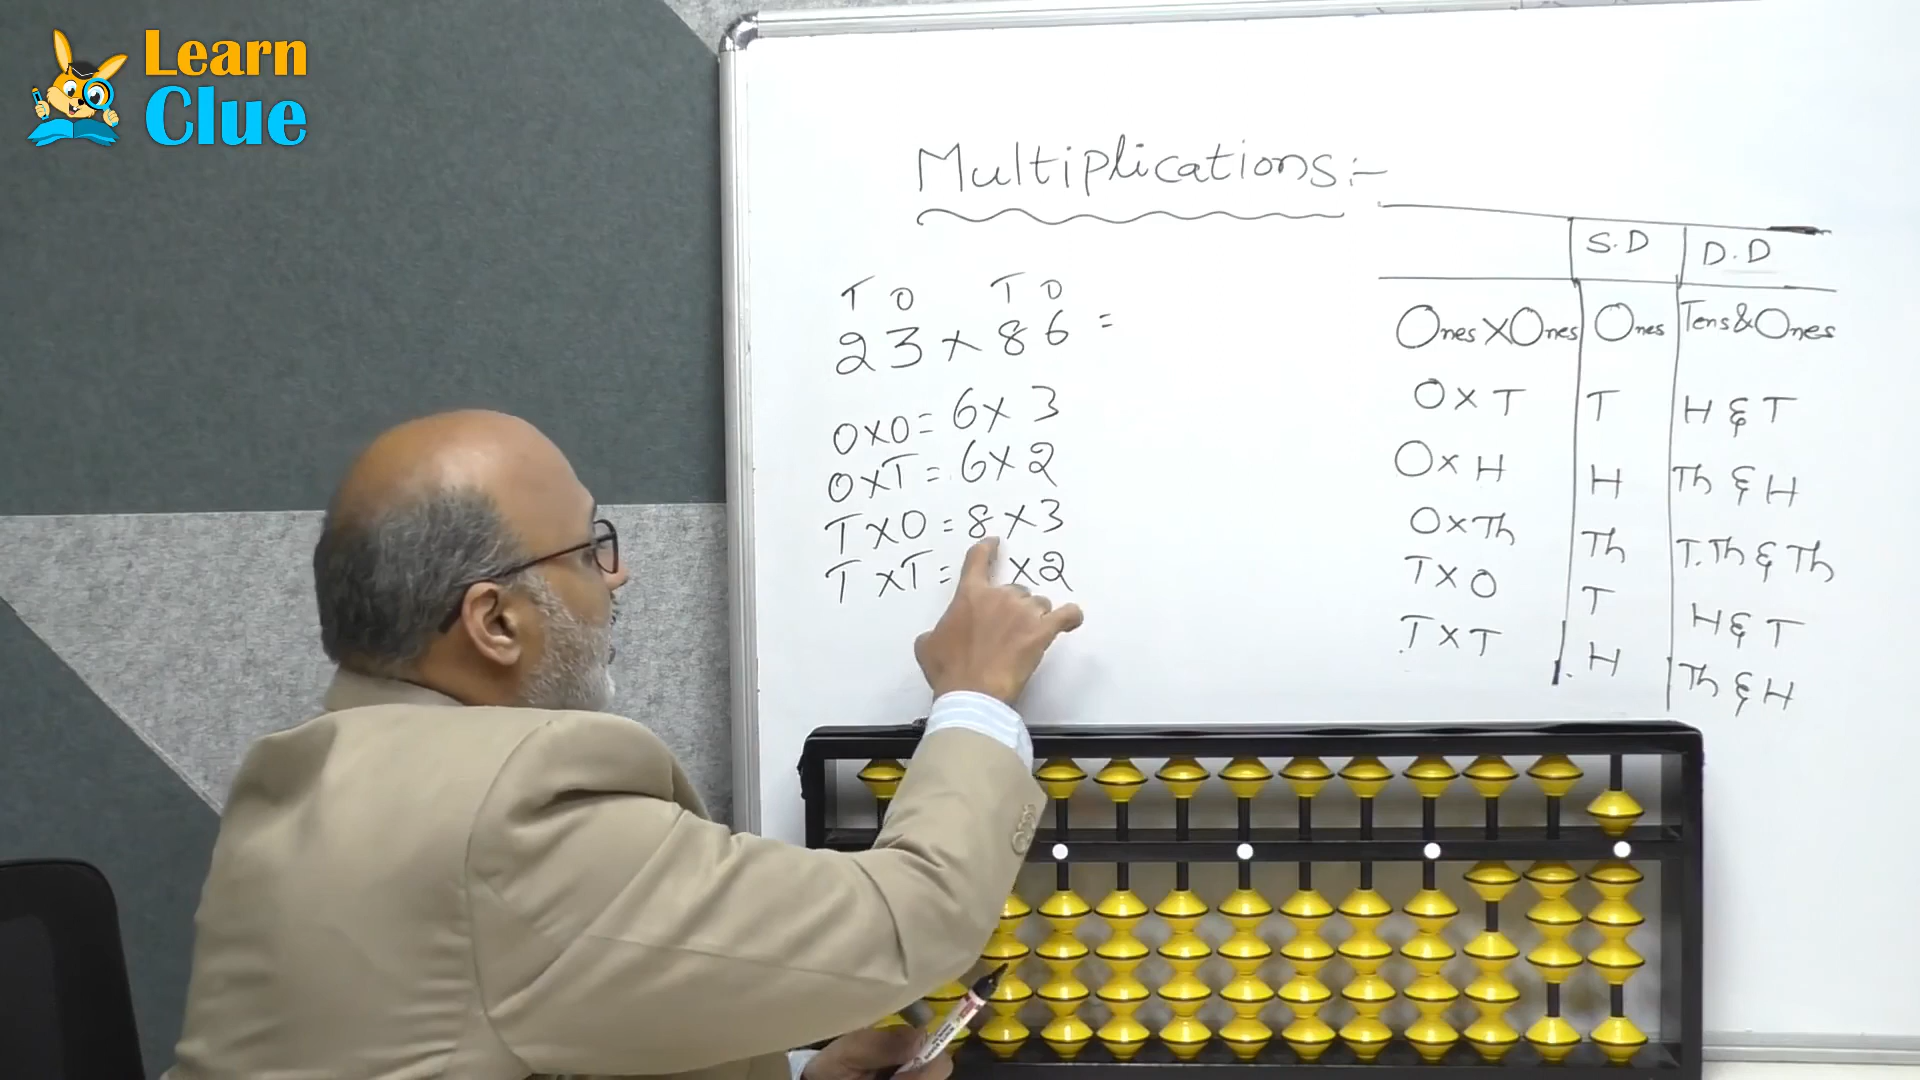 Learn
Clue
Multiplications:-
T O T O
23 × 86 =
O×O = 6× 3
O×T = 6× 2
T×O = 8×3
T×T = ×2
S.D D.D
Ones×Ones Ones Tens&Ones
O×T T H & T
O×H H Th & H
O×Th Th T.Th & Th
T×O T H & T
T×T H Th & H